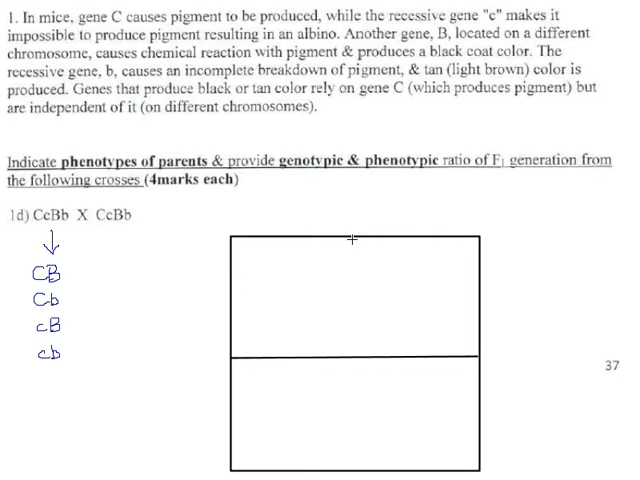 1. In mice, gene C causes pigment to be produced, while the recessive gene "c" makes it
impossible to produce pigment resulting in an albino. Another gene, B, located on a different
chromosome, causes chemical reaction with pigment & produces a black coat color. The
recessive gene, b, causes an incomplete breakdown of pigment, & tan (light brown) color is
produced. Genes that produce black or tan color rely on gene C (which produces pigment) but
are independent of it (on different chromosomes).
Indicate phenotypes of parents & provide genotypic & phenotypic ratio of F1 generation from
the following crosses (4marks each)
1d) CcBb X CcBb
CB
Cb
cB
cb
37